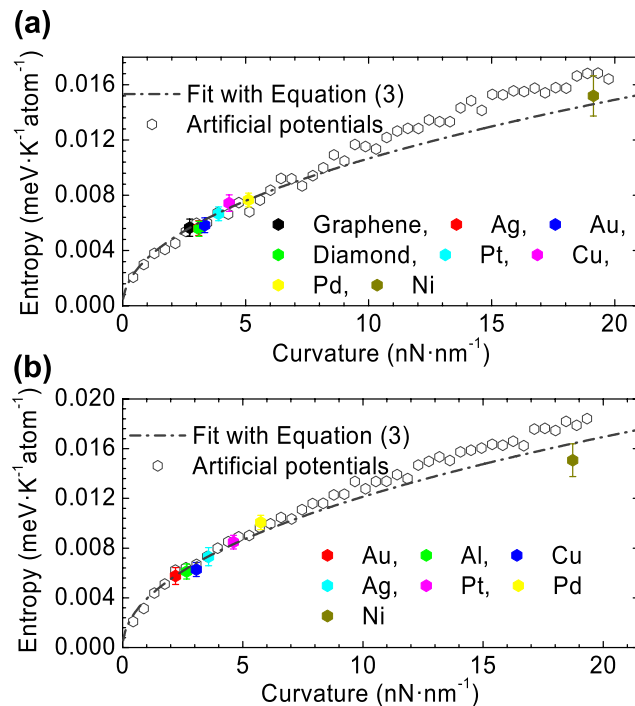 (a)
0.016
0.012
0.008
0.004
0.000
Entropy (meV·K⁻¹atom⁻¹)
Fit with Equation (3)
Artificial potentials
Graphene, Ag, Au,
Diamond, Pt, Cu,
Pd, Ni
0 5 10 15 20
Curvature (nN·nm⁻¹)
(b)
0.020
0.016
0.012
0.008
0.004
0.000
Entropy (meV·K⁻¹atom⁻¹)
Fit with Equation (3)
Artificial potentials
Au, Al, Cu
Ag, Pt, Pd
Ni
0 5 10 15 20
Curvature (nN·nm⁻¹)